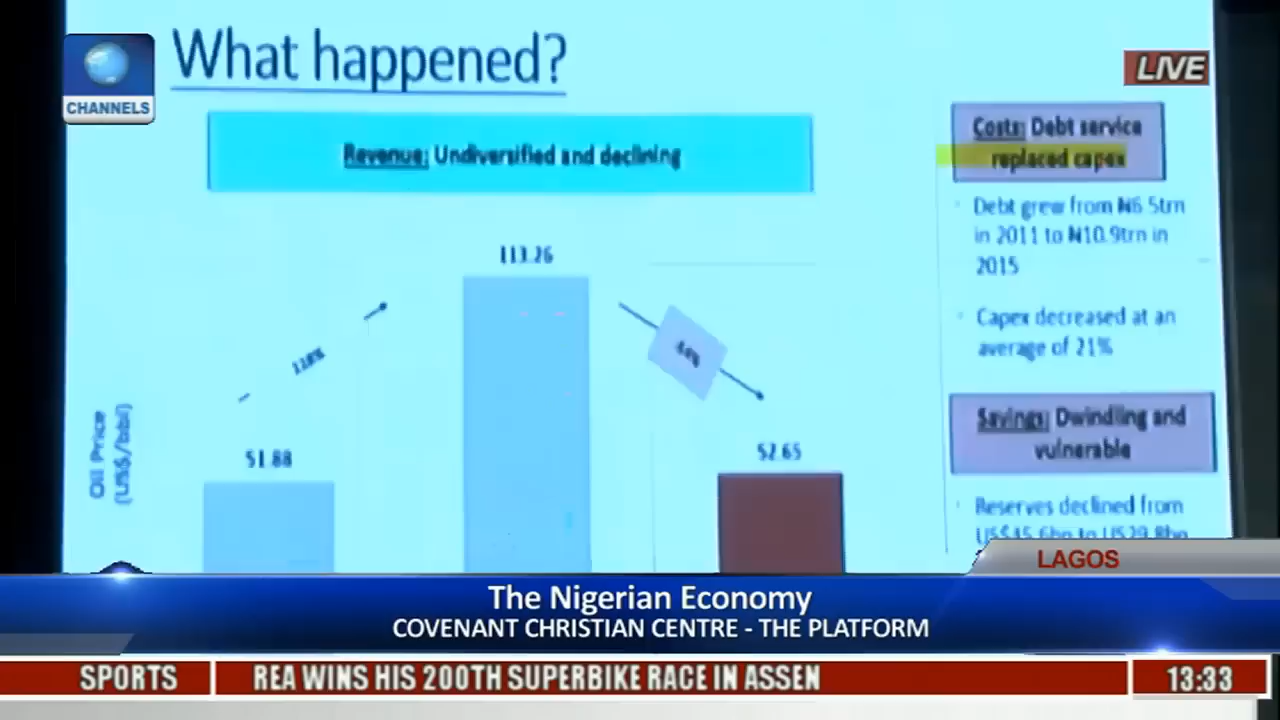 What happened?
CHANNELS
LIVE
Revenue: Undiversified and declining
Costs: Debt service
replaced capex
Debt grew from ₦6.5trn
in 2011 to ₦10.9trn in
2015
Capex decreased at an
average of 21%
113.26
118%
51.88
52.65
Oil Price
(US$/bbl)
Savings: Dwindling and
vulnerable
Reserves declined from
LAGOS
The Nigerian Economy
COVENANT CHRISTIAN CENTRE - THE PLATFORM
SPORTS
REA WINS HIS 200TH SUPERBIKE RACE IN ASSEN
13:33